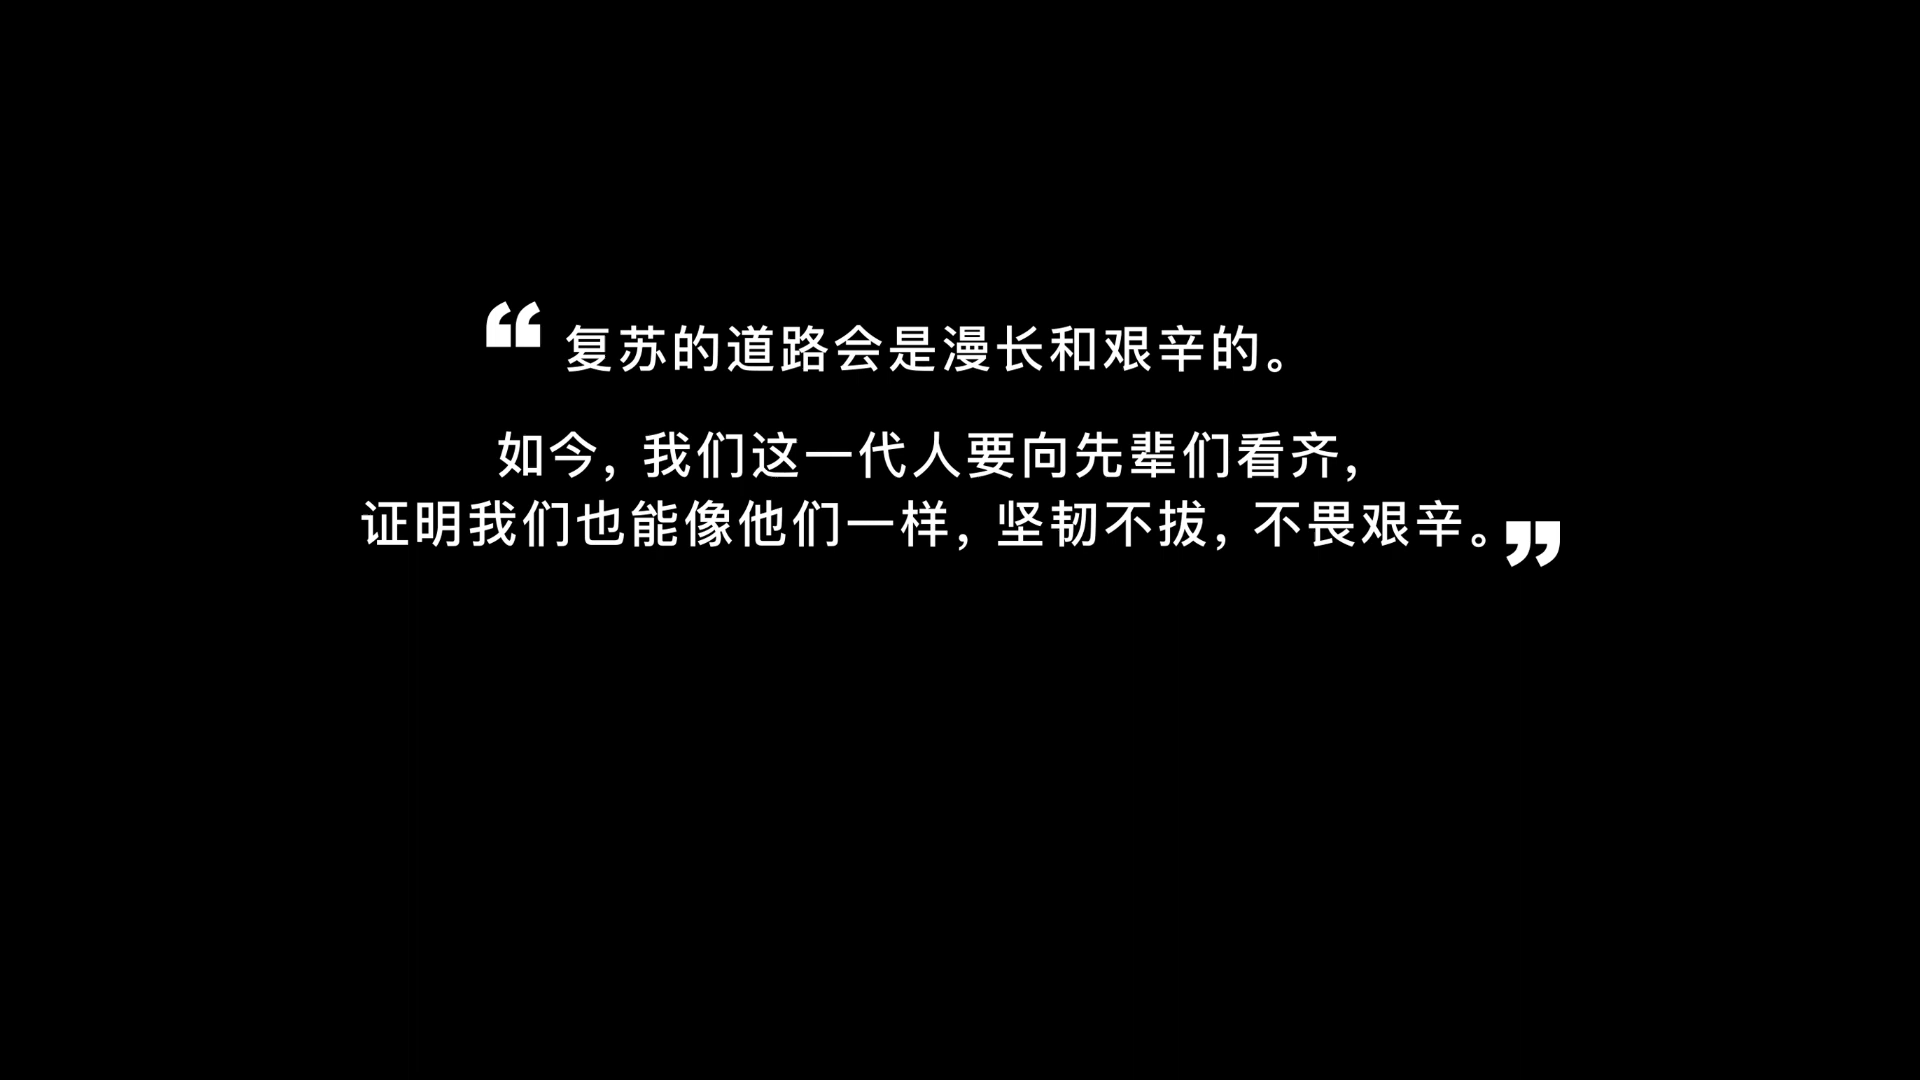 “复苏的道路会是漫长和艰辛的。
如今，我们这一代人要向先辈们看齐，
证明我们也能像他们一样，坚韧不拔，不畏艰辛。”